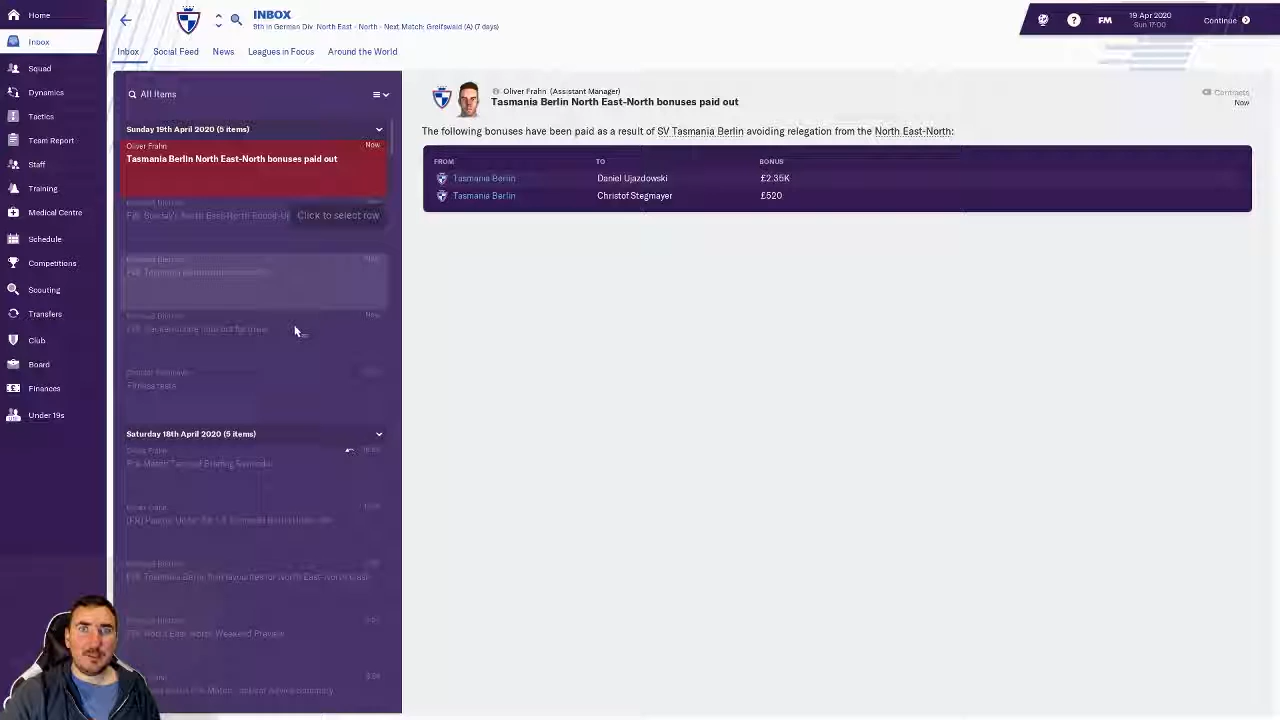 Home
INBOX
9th in German Div. North East - North - Next Match: Greifswald (A) (7 days)
FM
19 Apr 2020
Sun 17:00
Continue
Inbox
Squad
Dynamics
Tactics
Team Report
Staff
Training
Medical Centre
Schedule
Competitions
Scouting
Transfers
Club
Board
Finances
Under 19s
Inbox
Social Feed
News
Leagues in Focus
Around the World
All Items
Sunday 19th April 2020 (5 items)
Oliver Frahn
Now
Tasmania Berlin North East-North bonuses paid out
Click to select row
Now
Now
Fitness tests
Saturday 18th April 2020 (5 items)
Oliver Frahn (Assistant Manager)
Tasmania Berlin North East-North bonuses paid out
Contracts
Now
The following bonuses have been paid as a result of SV Tasmania Berlin avoiding relegation from the North East-North:
FROM TO BONUS
Tasmania Berlin Daniel Ujazdowski £2.35K
Tasmania Berlin Christof Stegmayer £520